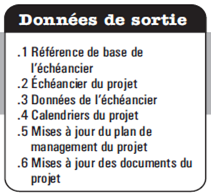 Données de sortie
.1 Référence de base de
l'échéancier
.2 Échéancier du projet
.3 Données de l'échéancier
.4 Calendriers du projet
.5 Mises à jour du plan de
management du projet
.6 Mises à jour des documents du
projet